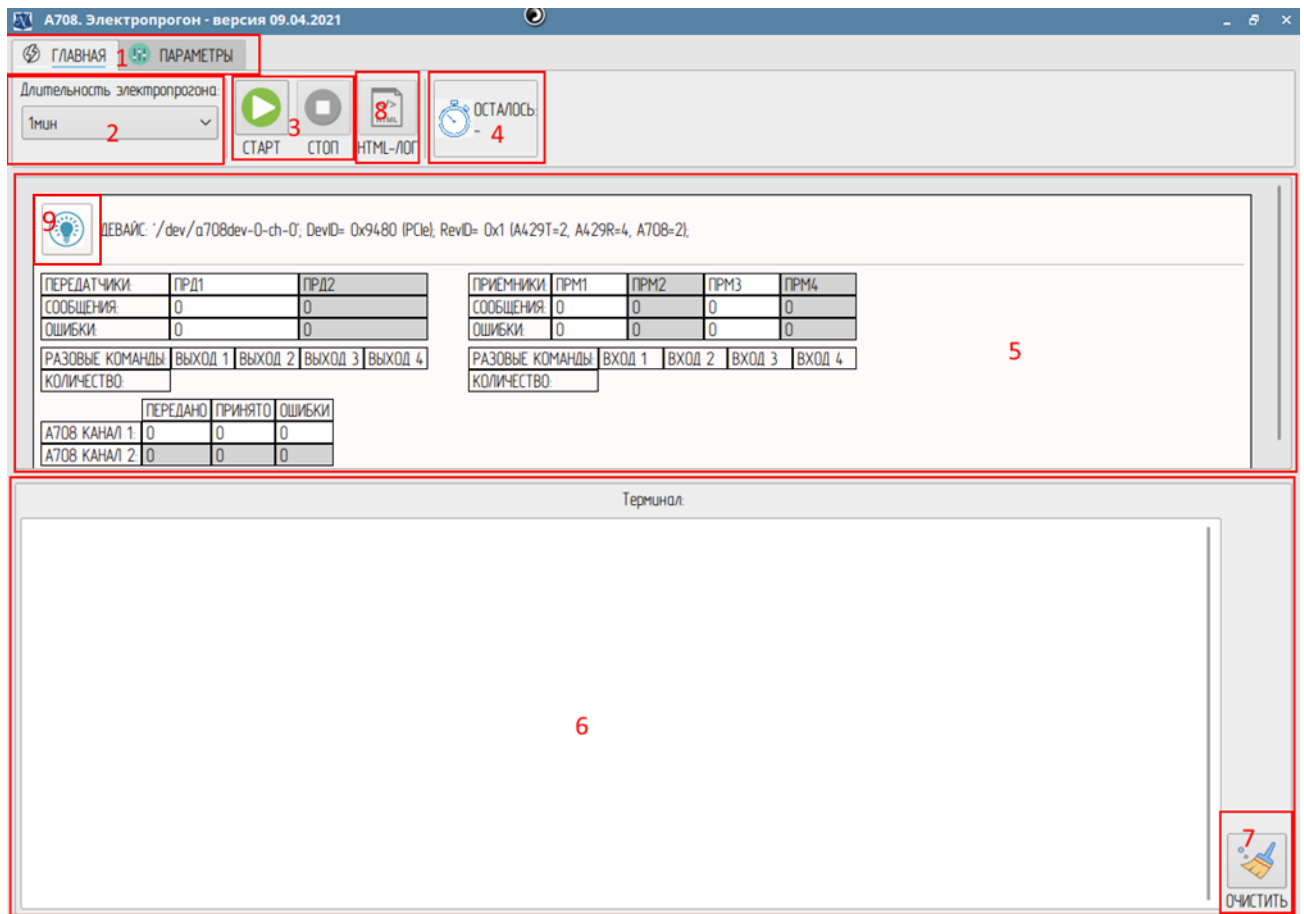 А708. Электропрогон - версия 09.04.2021
ГЛАВНАЯ 1 ПАРАМЕТРЫ
Длительность электропрогона:
1мин
2
3
СТАРТ СТОП
8
HTML
HTML-ЛОГ
ОСТАЛОСЬ:
- 4
9
ДЕВАЙС: '/dev/a708dev-0-ch-0'; DevID= 0x9480 (PCIe); RevID= 0x1 (A429T=2, A429R=4, A708=2);
ПЕРЕДАТЧИКИ: ПРД1 ПРД2
СООБЩЕНИЯ: 0 0
ОШИБКИ: 0 0
ПРИЁМНИКИ: ПРМ1 ПРМ2 ПРМ3 ПРМ4
СООБЩЕНИЯ: 0 0 0 0
ОШИБКИ: 0 0 0 0
РАЗОВЫЕ КОМАНДЫ: ВЫХОД 1 ВЫХОД 2 ВЫХОД 3 ВЫХОД 4
КОЛИЧЕСТВО:
РАЗОВЫЕ КОМАНДЫ: ВХОД 1 ВХОД 2 ВХОД 3 ВХОД 4
КОЛИЧЕСТВО:
5
ПЕРЕДАНО ПРИНЯТО ОШИБКИ
А708 КАНАЛ 1: 0 0 0
А708 КАНАЛ 2: 0 0 0
Терминал:
6
7
ОЧИСТИТЬ